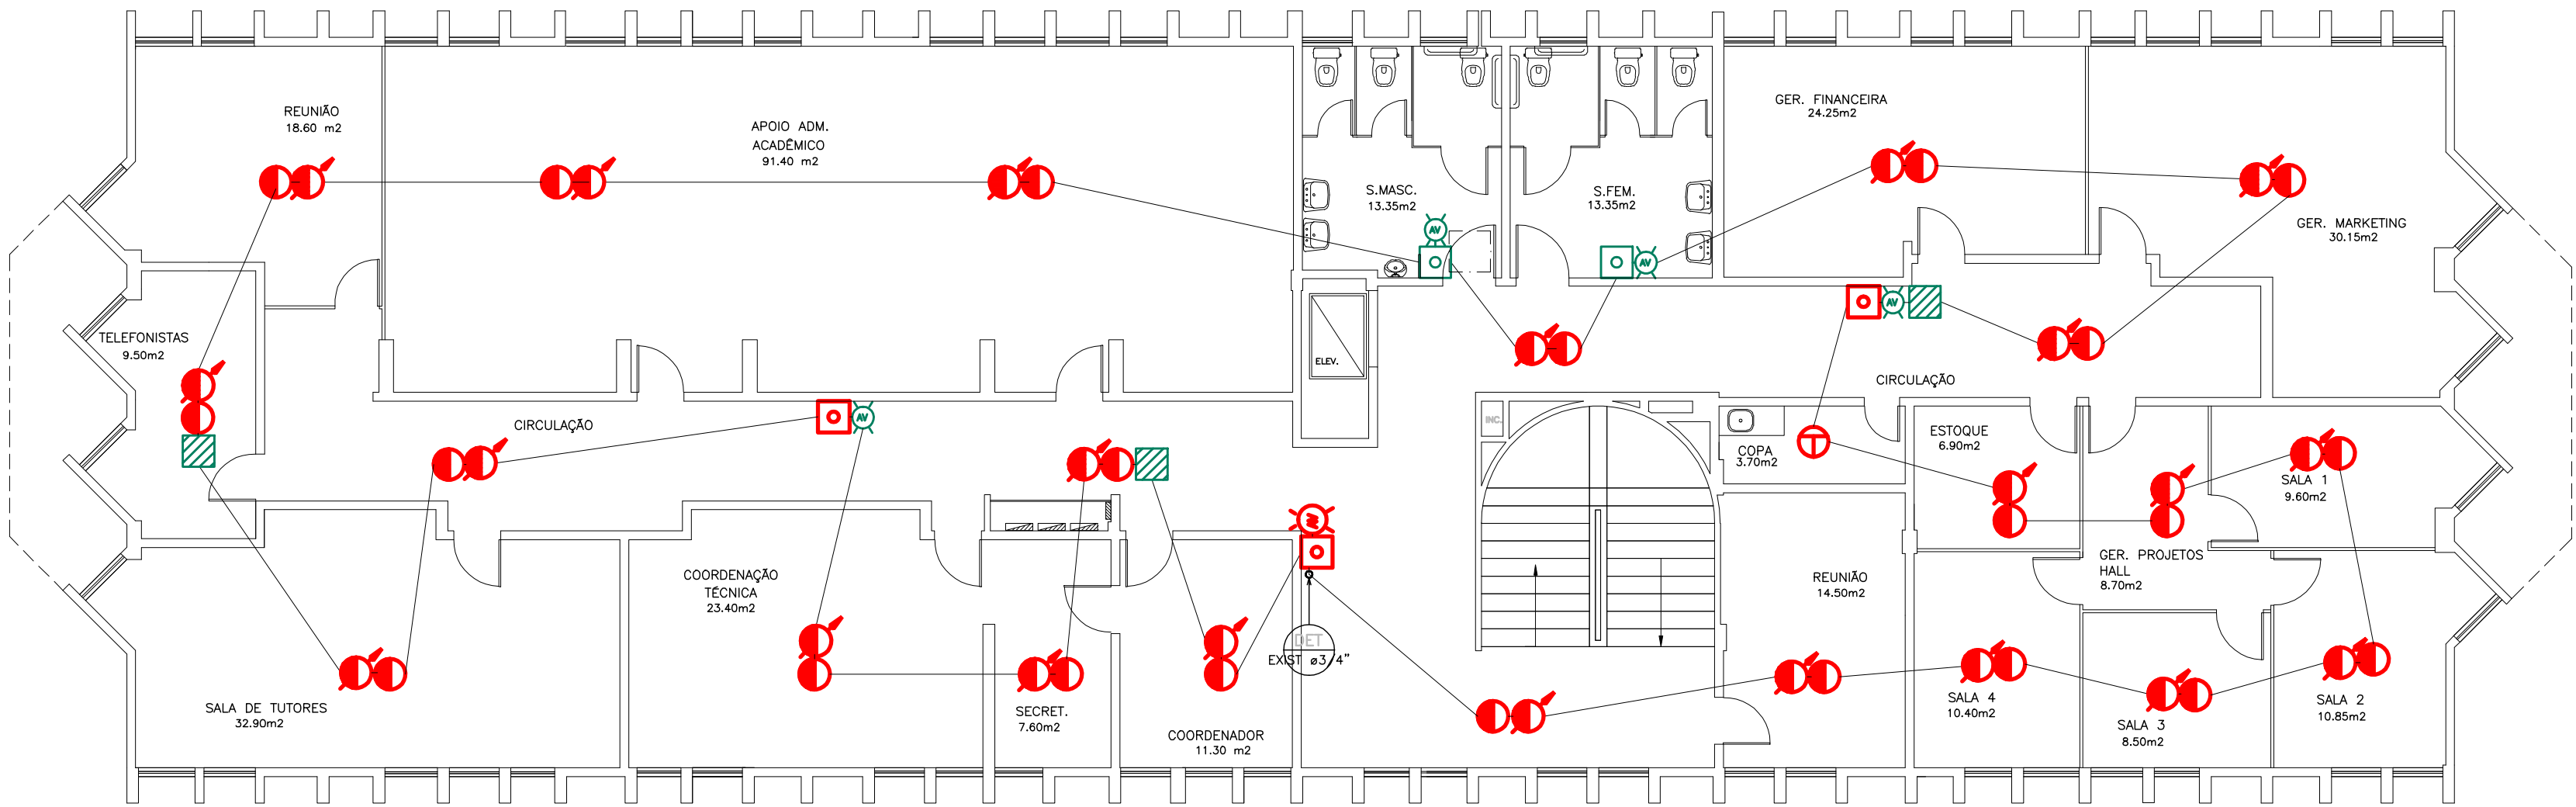 REUNIÃO
18.60 m2
APOIO ADM.
ACADÊMICO
91.40 m2
S.MASC.
13.35m2
S.FEM.
13.35m2
GER. FINANCEIRA
24.25m2
GER. MARKETING
30.15m2
AV
AV
AV
TELEFONISTAS
9.50m2
ELEV.
CIRCULAÇÃO
CIRCULAÇÃO
AV
INC.
COPA
3.70m2
ESTOQUE
6.90m2
SALA 1
9.60m2
COORDENAÇÃO
TÉCNICA
23.40m2
GER. PROJETOS
HALL
8.70m2
REUNIÃO
14.50m2
DET
EXIST ø3/4"
SALA DE TUTORES
32.90m2
SECRET.
7.60m2
COORDENADOR
11.30 m2
SALA 4
10.40m2
SALA 3
8.50m2
SALA 2
10.85m2